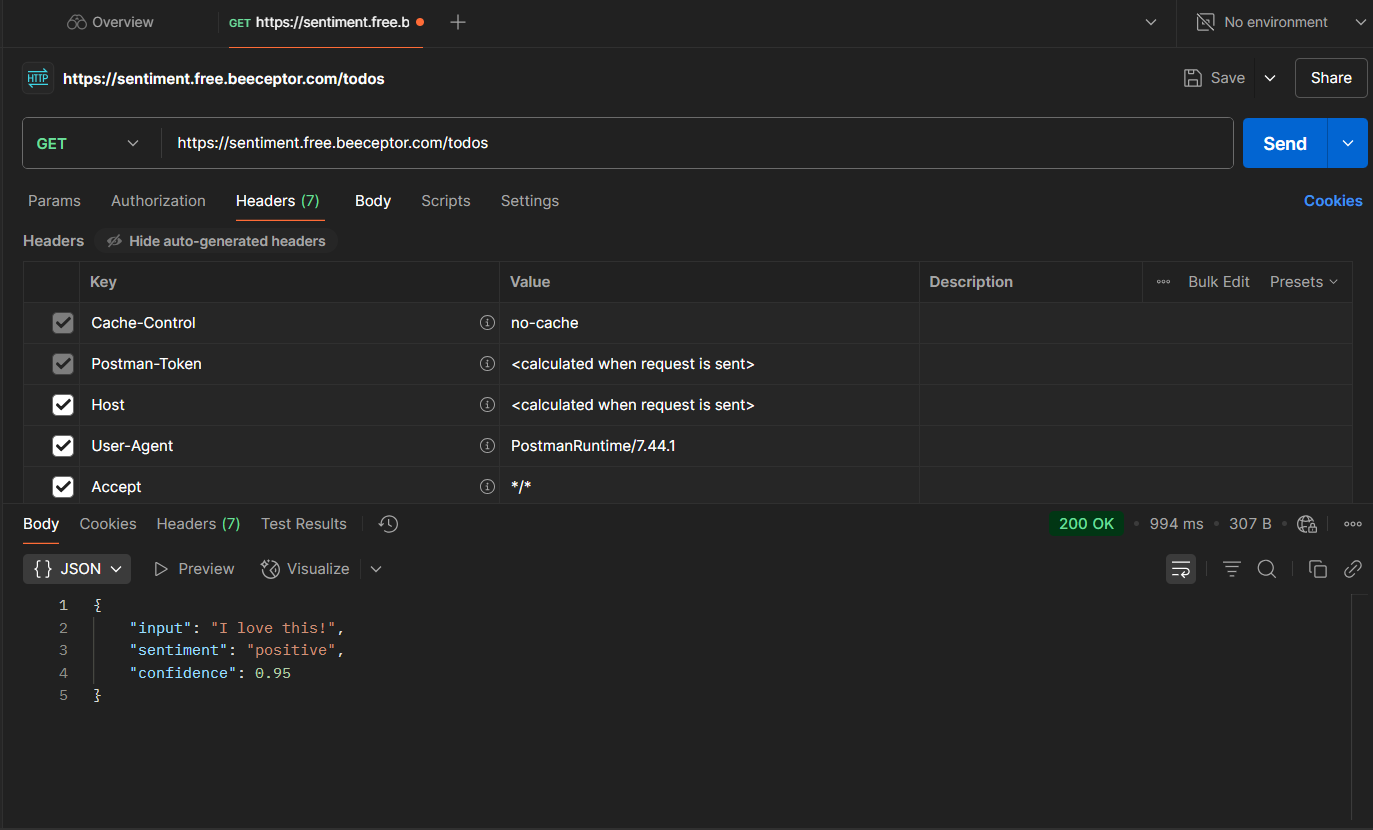 Overview
GET https://sentiment.free.b
No environment
HTTP https://sentiment.free.beeceptor.com/todos
Save
Share
GET https://sentiment.free.beeceptor.com/todos
Send
Params Authorization Headers (7) Body Scripts Settings
Cookies
Headers Hide auto-generated headers
Key Value Description Bulk Edit Presets
Cache-Control no-cache
Postman-Token <calculated when request is sent>
Host <calculated when request is sent>
User-Agent PostmanRuntime/7.44.1
Accept */*
Body Cookies Headers (7) Test Results
200 OK 994 ms 307 B
{} JSON Preview Visualize
1 {
2 "input": "I love this!",
3 "sentiment": "positive",
4 "confidence": 0.95
5 }